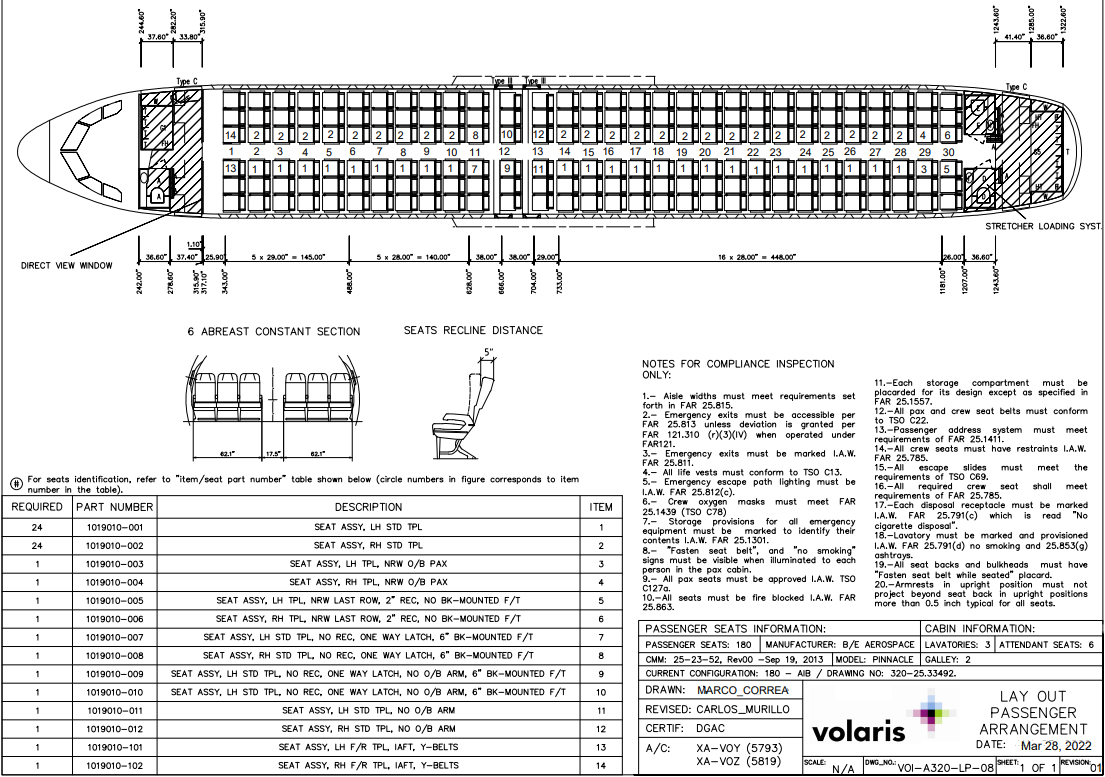 244.60"
282.20"
315.90"
1243.60"
1285.00"
1322.60"
37.60"
33.80"
41.40"
36.60"
Type C
Type III
Type III
Type C
14 2 2 2 2 2 2 2 2 2 8 10 12 2 2 2 2 2 2 2 2 2 2 2 2 2 2 2 4 6
1 2 3 4 5 6 7 8 9 10 11 12 13 14 15 16 17 18 19 20 21 22 23 24 25 26 27 28 29 30
13 1 1 1 1 1 1 1 1 1 7 9 11 1 1 1 1 1 1 1 1 1 1 1 1 1 1 1 3 5
STRETCHER LOADING SYST.
DIRECT VIEW WINDOW
1.10"
36.60"
37.40"
25.90"
5 x 29.00" = 145.00"
5 x 28.00" = 140.00"
38.00"
38.00"
29.00"
16 x 28.00" = 448.00"
26.00"
36.60"
242.00"
278.60"
315.90"
317.10"
343.00"
488.00"
628.00"
666.00"
704.00"
733.00"
1181.00"
1207.00"
1243.60"
6 ABREAST CONSTANT SECTION
SEATS RECLINE DISTANCE
5"
62.1"
17.5"
62.1"
# For seats identification, refer to "item/seat part number" table shown below (circle numbers in figure corresponds to item
number in the table).
REQUIRED PART NUMBER DESCRIPTION ITEM
24 1019010-001 SEAT ASSY, LH STD TPL 1
24 1019010-002 SEAT ASSY, RH STD TPL 2
1 1019010-003 SEAT ASSY, LH TPL, NRW O/B PAX 3
1 1019010-004 SEAT ASSY, RH TPL, NRW O/B PAX 4
1 1019010-005 SEAT ASSY, LH TPL, NRW LAST ROW, 2" REC, NO BK-MOUNTED F/T 5
1 1019010-006 SEAT ASSY, RH TPL, NRW LAST ROW, 2" REC, NO BK-MOUNTED F/T 6
1 1019010-007 SEAT ASSY, LH STD TPL, NO REC, ONE WAY LATCH, 6" BK-MOUNTED F/T 7
1 1019010-008 SEAT ASSY, RH STD TPL, NO REC, ONE WAY LATCH, 6" BK-MOUNTED F/T 8
1 1019010-009 SEAT ASSY, LH STD TPL, NO REC, ONE WAY LATCH, NO O/B ARM, 6" BK-MOUNTED F/T 9
1 1019010-010 SEAT ASSY, LH STD TPL, NO REC, ONE WAY LATCH, NO O/B ARM, 6" BK-MOUNTED F/T 10
1 1019010-011 SEAT ASSY, LH STD TPL, NO O/B ARM 11
1 1019010-012 SEAT ASSY, RH STD TPL, NO O/B ARM 12
1 1019010-101 SEAT ASSY, LH F/R TPL, IAFT, Y-BELTS 13
1 1019010-102 SEAT ASSY, RH F/R TPL, IAFT, Y-BELTS 14
NOTES FOR COMPLIANCE INSPECTION
ONLY:
1.- Aisle widths must meet requirements set
forth in FAR 25.815.
2.- Emergency exits must be accessible per
FAR 25.813 unless deviation is granted per
FAR 121.310 (r)(3)(IV) when operated under
FAR121.
3.- Emergency exits must be marked I.A.W.
FAR 25.811.
4.- All life vests must conform to TSO C13.
5.- Emergency escape path lighting must be
I.A.W. FAR 25.812(c).
6.- Crew oxygen masks must meet FAR
25.1439 (TSO C78)
7.- Storage provisions for all emergency
equipment must be marked to identify their
contents I.A.W. FAR 25.1301.
8.- "Fasten seat belt", and "no smoking"
signs must be visible when illuminated to each
person in the pax cabin.
9.- All pax seats must be approved I.A.W. TSO
C127a.
10.-All seats must be fire blocked I.A.W. FAR
25.863.
11.-Each storage compartment must be
placarded for its design except as specified in
FAR 25.1557.
12.-All pax and crew seat belts must conform
to TSO C22.
13.-Passenger address system must meet
requirements of FAR 25.1411.
14.-All crew seats must have restraints I.A.W.
FAR 25.785.
15.-All escape slides must meet the
requirements of TSO C69.
16.-All required crew seat shall meet
requirements of FAR 25.785.
17.-Each disposal receptacle must be marked
I.A.W. FAR 25.791(c) which is read "No
cigarette disposal".
18.-Lavatory must be marked and provisioned
I.A.W. FAR 25.791(d) no smoking and 25.853(g)
ashtrays.
19.-All seat backs and bulkheads must have
"Fasten seat belt while seated" placard.
20.-Armrests in upright position must not
project beyond seat back in upright positions
more than 0.5 inch typical for all seats.
PASSENGER SEATS INFORMATION: CABIN INFORMATION:
PASSENGER SEATS: 180 MANUFACTURER: B/E AEROSPACE LAVATORIES: 3 ATTENDANT SEATS: 6
CMM: 25-23-52, Rev00 -Sep 19, 2013 MODEL: PINNACLE GALLEY: 2
CURRENT CONFIGURATION: 180 - AIB / DRAWING NO: 320-25.33492.
DRAWN: MARCO_CORREA
REVISED: CARLOS_MURILLO
CERTIF: DGAC
A/C: XA-VOY (5793)
XA-VOZ (5819)
volaris
LAY OUT
PASSENGER
ARRANGEMENT
DATE: Mar 28, 2022
SCALE: N/A DWG_NO.: VOI-A320-LP-08 SHEET: 1 OF 1 REVISION: 01